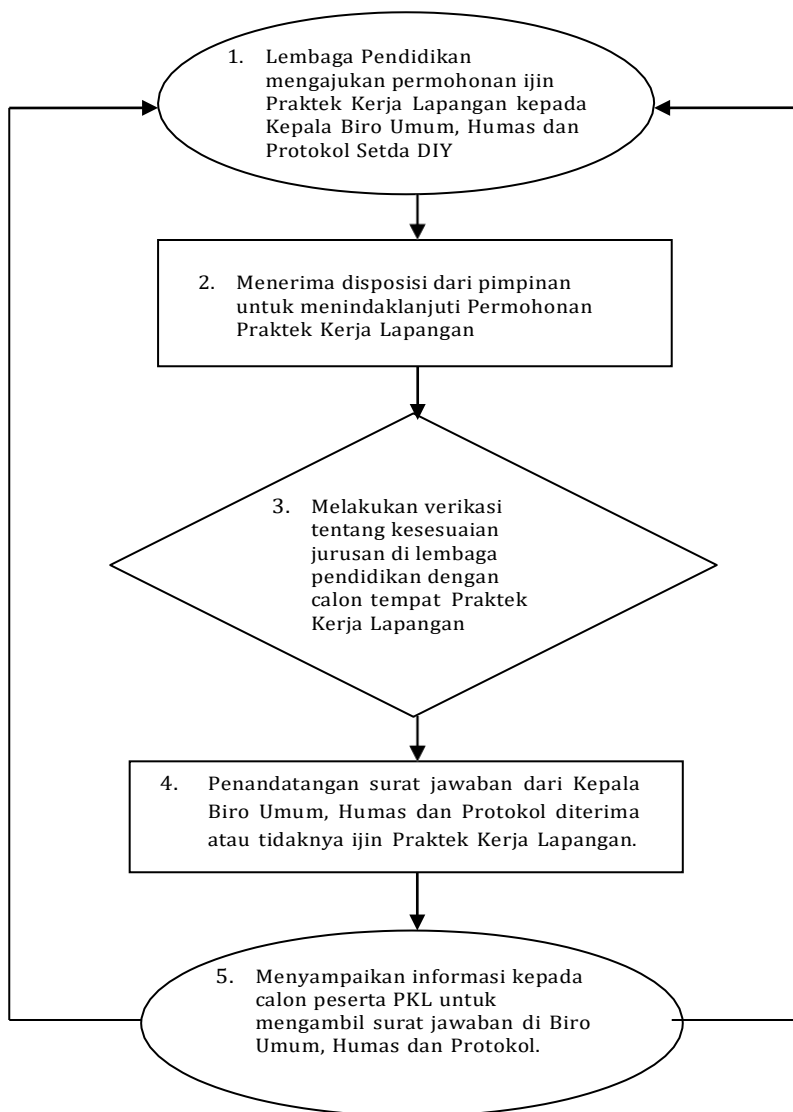 1. Lembaga Pendidikan
mengajukan permohonan ijin
Praktek Kerja Lapangan kepada
Kepala Biro Umum, Humas dan
Protokol Setda DIY
2. Menerima disposisi dari pimpinan
untuk menindaklanjuti Permohonan
Praktek Kerja Lapangan
3. Melakukan verikasi
tentang kesesuaian
jurusan di lembaga
pendidikan dengan
calon tempat Praktek
Kerja Lapangan
4. Penandatangan surat jawaban dari Kepala
Biro Umum, Humas dan Protokol diterima
atau tidaknya ijin Praktek Kerja Lapangan.
5. Menyampaikan informasi kepada
calon peserta PKL untuk
mengambil surat jawaban di Biro
Umum, Humas dan Protokol.